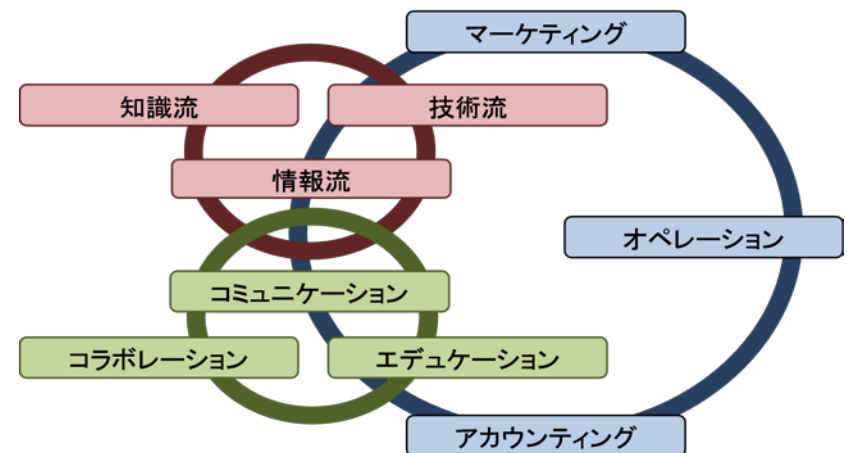 マーケティング
知識流
技術流
情報流
オペレーション
コミュニケーション
コラボレーション
エデュケーション
アカウンティング